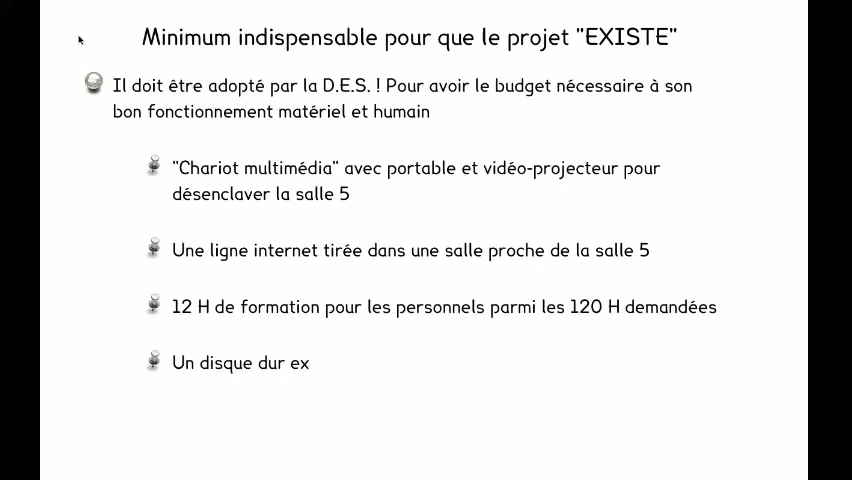 Minimum indispensable pour que le projet "EXISTE"
Il doit être adopté par la D.E.S. ! Pour avoir le budget nécessaire à son
bon fonctionnement matériel et humain
"Chariot multimédia" avec portable et vidéo-projecteur pour
désenclaver la salle 5
Une ligne internet tirée dans une salle proche de la salle 5
12 H de formation pour les personnels parmi les 120 H demandées
Un disque dur ex